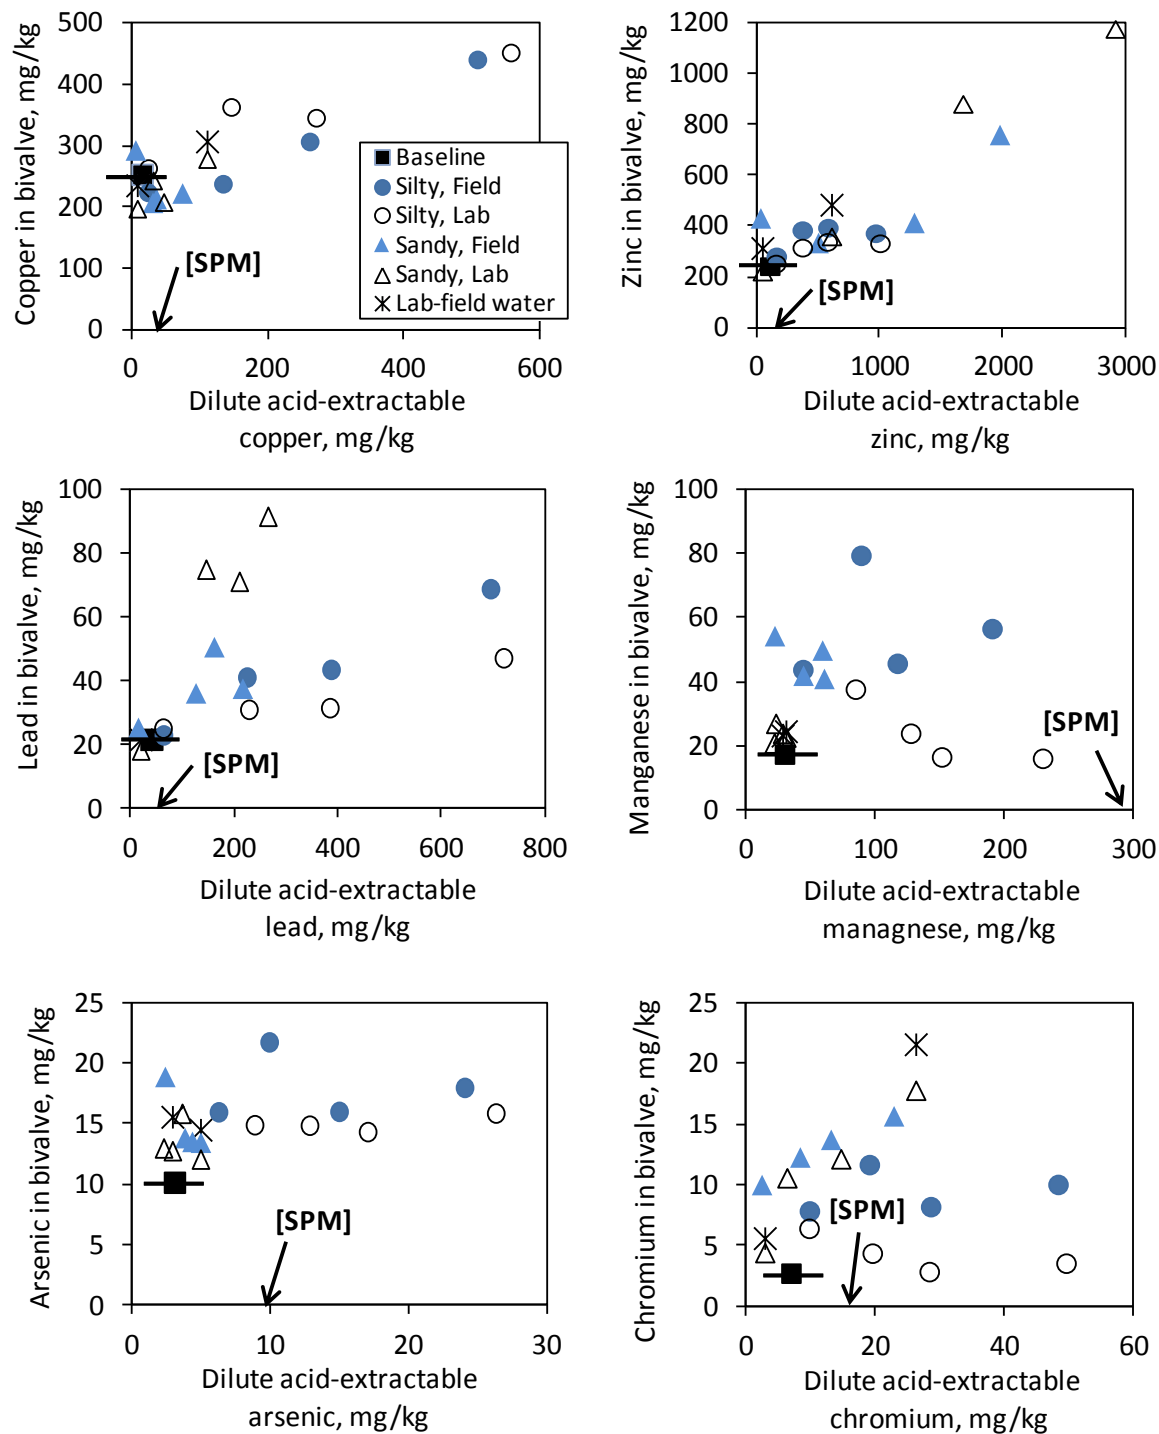 Copper in bivalve, mg/kg
500
400
300
200
100
0
0
200
400
600
Baseline
Silty, Field
Silty, Lab
Sandy, Field
Sandy, Lab
Lab-field water
[SPM]
Dilute acid-extractable
copper, mg/kg
Zinc in bivalve, mg/kg
1200
1000
800
600
400
200
0
0
1000
2000
3000
[SPM]
Dilute acid-extractable
zinc, mg/kg
Lead in bivalve, mg/kg
100
80
60
40
20
0
0
200
400
600
800
[SPM]
Dilute acid-extractable
lead, mg/kg
Manganese in bivalve, mg/kg
100
80
60
40
20
0
0
100
200
300
[SPM]
Dilute acid-extractable
managnese, mg/kg
Arsenic in bivalve, mg/kg
25
20
15
10
5
0
0
10
20
30
[SPM]
Dilute acid-extractable
arsenic, mg/kg
Chromium in bivalve, mg/kg
25
20
15
10
5
0
0
20
40
60
[SPM]
Dilute acid-extractable
chromium, mg/kg